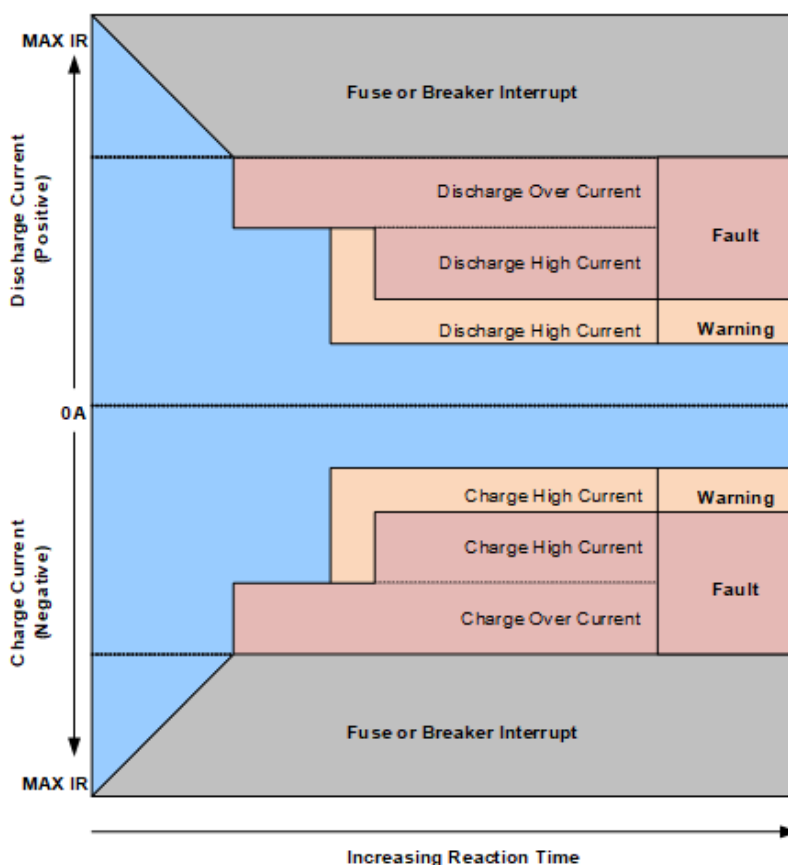 MAX IR
Fuse or Breaker Interrupt
Discharge Current
(Positive)
Discharge Over Current
Fault
Discharge High Current
Discharge High Current
Warning
0A
Charge High Current
Warning
Charge High Current
Fault
Charge Over Current
Charge Current
(Negative)
Fuse or Breaker Interrupt
MAX IR
Increasing Reaction Time